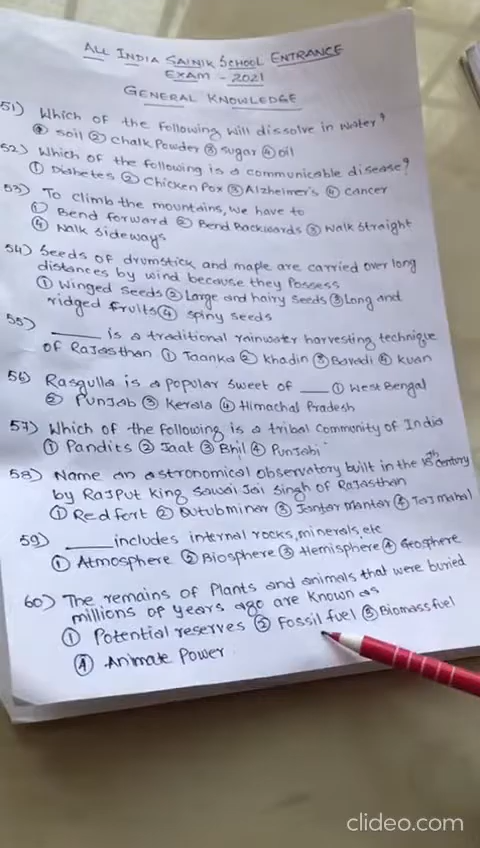 ALL INDIA SAINIK SCHOOL ENTRANCE
EXAM - 2021
GENERAL KNOWLEDGE
51) Which of the following will dissolve in water?
① Soil ② Chalk Powder ③ Sugar ④ Oil
52) Which of the following is a communicable disease?
① Diabetes ② Chicken Pox ③ Alzheimer's ④ Cancer
53) To climb the mountains, we have to
① Bend forward ② Bend Backwards ③ Walk Straight
④ Walk Sideways
54) Seeds of drumstick and maple are carried over long
distances by wind because they Possess
① Winged Seeds ② Large and hairy seeds ③ Long and
ridged fruits ④ Spiny seeds
55) ____ is a traditional rainwater harvesting technique
of Rajasthan ① Taanka ② Khadin ③ Bavadi ④ Kuan
56) Rasgulla is a popular sweet of ___ ① West Bengal
② Punjab ③ Kerala ④ Himachal Pradesh
57) Which of the following is a tribal community of India
① Pandits ② Jaat ③ Bhil ④ Punjabi
58) Name an astronomical observatory built in the 18th century
by Rajput king Sawai Jai Singh of Rajasthan
① Red fort ② Qutubminar ③ Jantar Mantar ④ Taj mahal
59) ____ includes internal rocks, minerals, etc
① Atmosphere ② Biosphere ③ Hemisphere ④ Geosphere
60) The remains of Plants and animals that were buried
millions of years ago are known as
① Potential reserves ② Fossil fuel ③ Biomass fuel
④ Animate Power
clideo.com